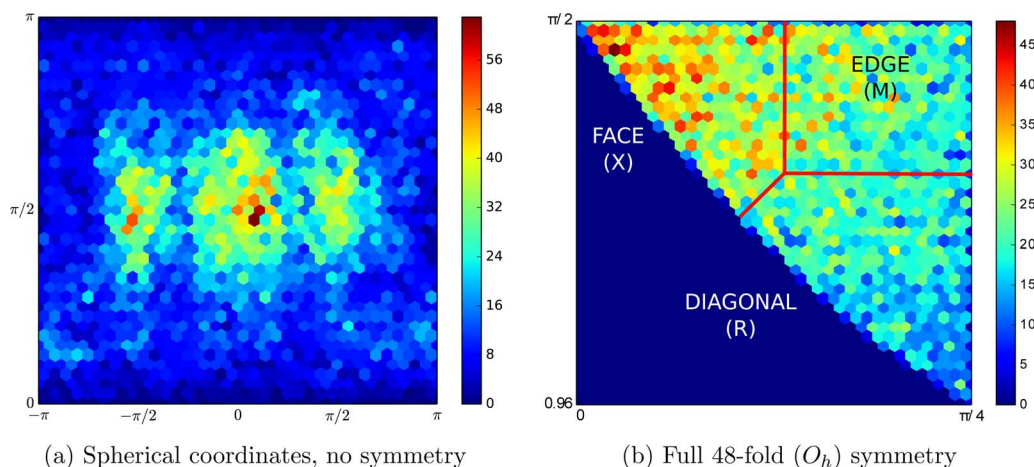 π
π/2
0
−π
−π/2
0
π/2
π
56
48
40
32
24
16
8
0
(a) Spherical coordinates, no symmetry
π/2
0.96
0
π/4
FACE
(X)
EDGE
(M)
DIAGONAL
(R)
45
40
35
30
25
20
15
10
5
0
(b) Full 48-fold (Oh) symmetry